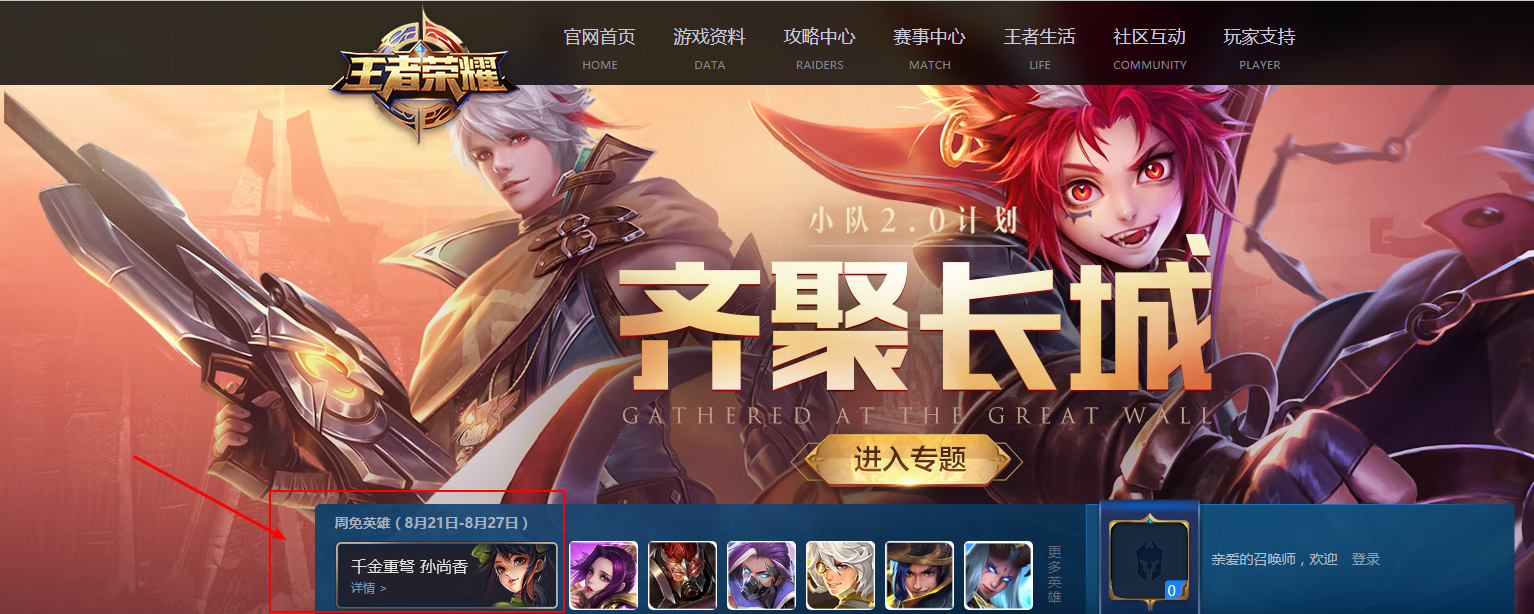 王者荣耀
官网首页 游戏资料 攻略中心 赛事中心 王者生活 社区互动 玩家支持
HOME DATA RAIDERS MATCH LIFE COMMUNITY PLAYER
小队2.0计划
齐聚长城
GATHERED AT THE GREAT WALL
进入专题
周免英雄 ( 8月21日-8月27日 )
千金重弩 孙尚香
详情 >
更多英雄
0
亲爱的召唤师，欢迎 登录